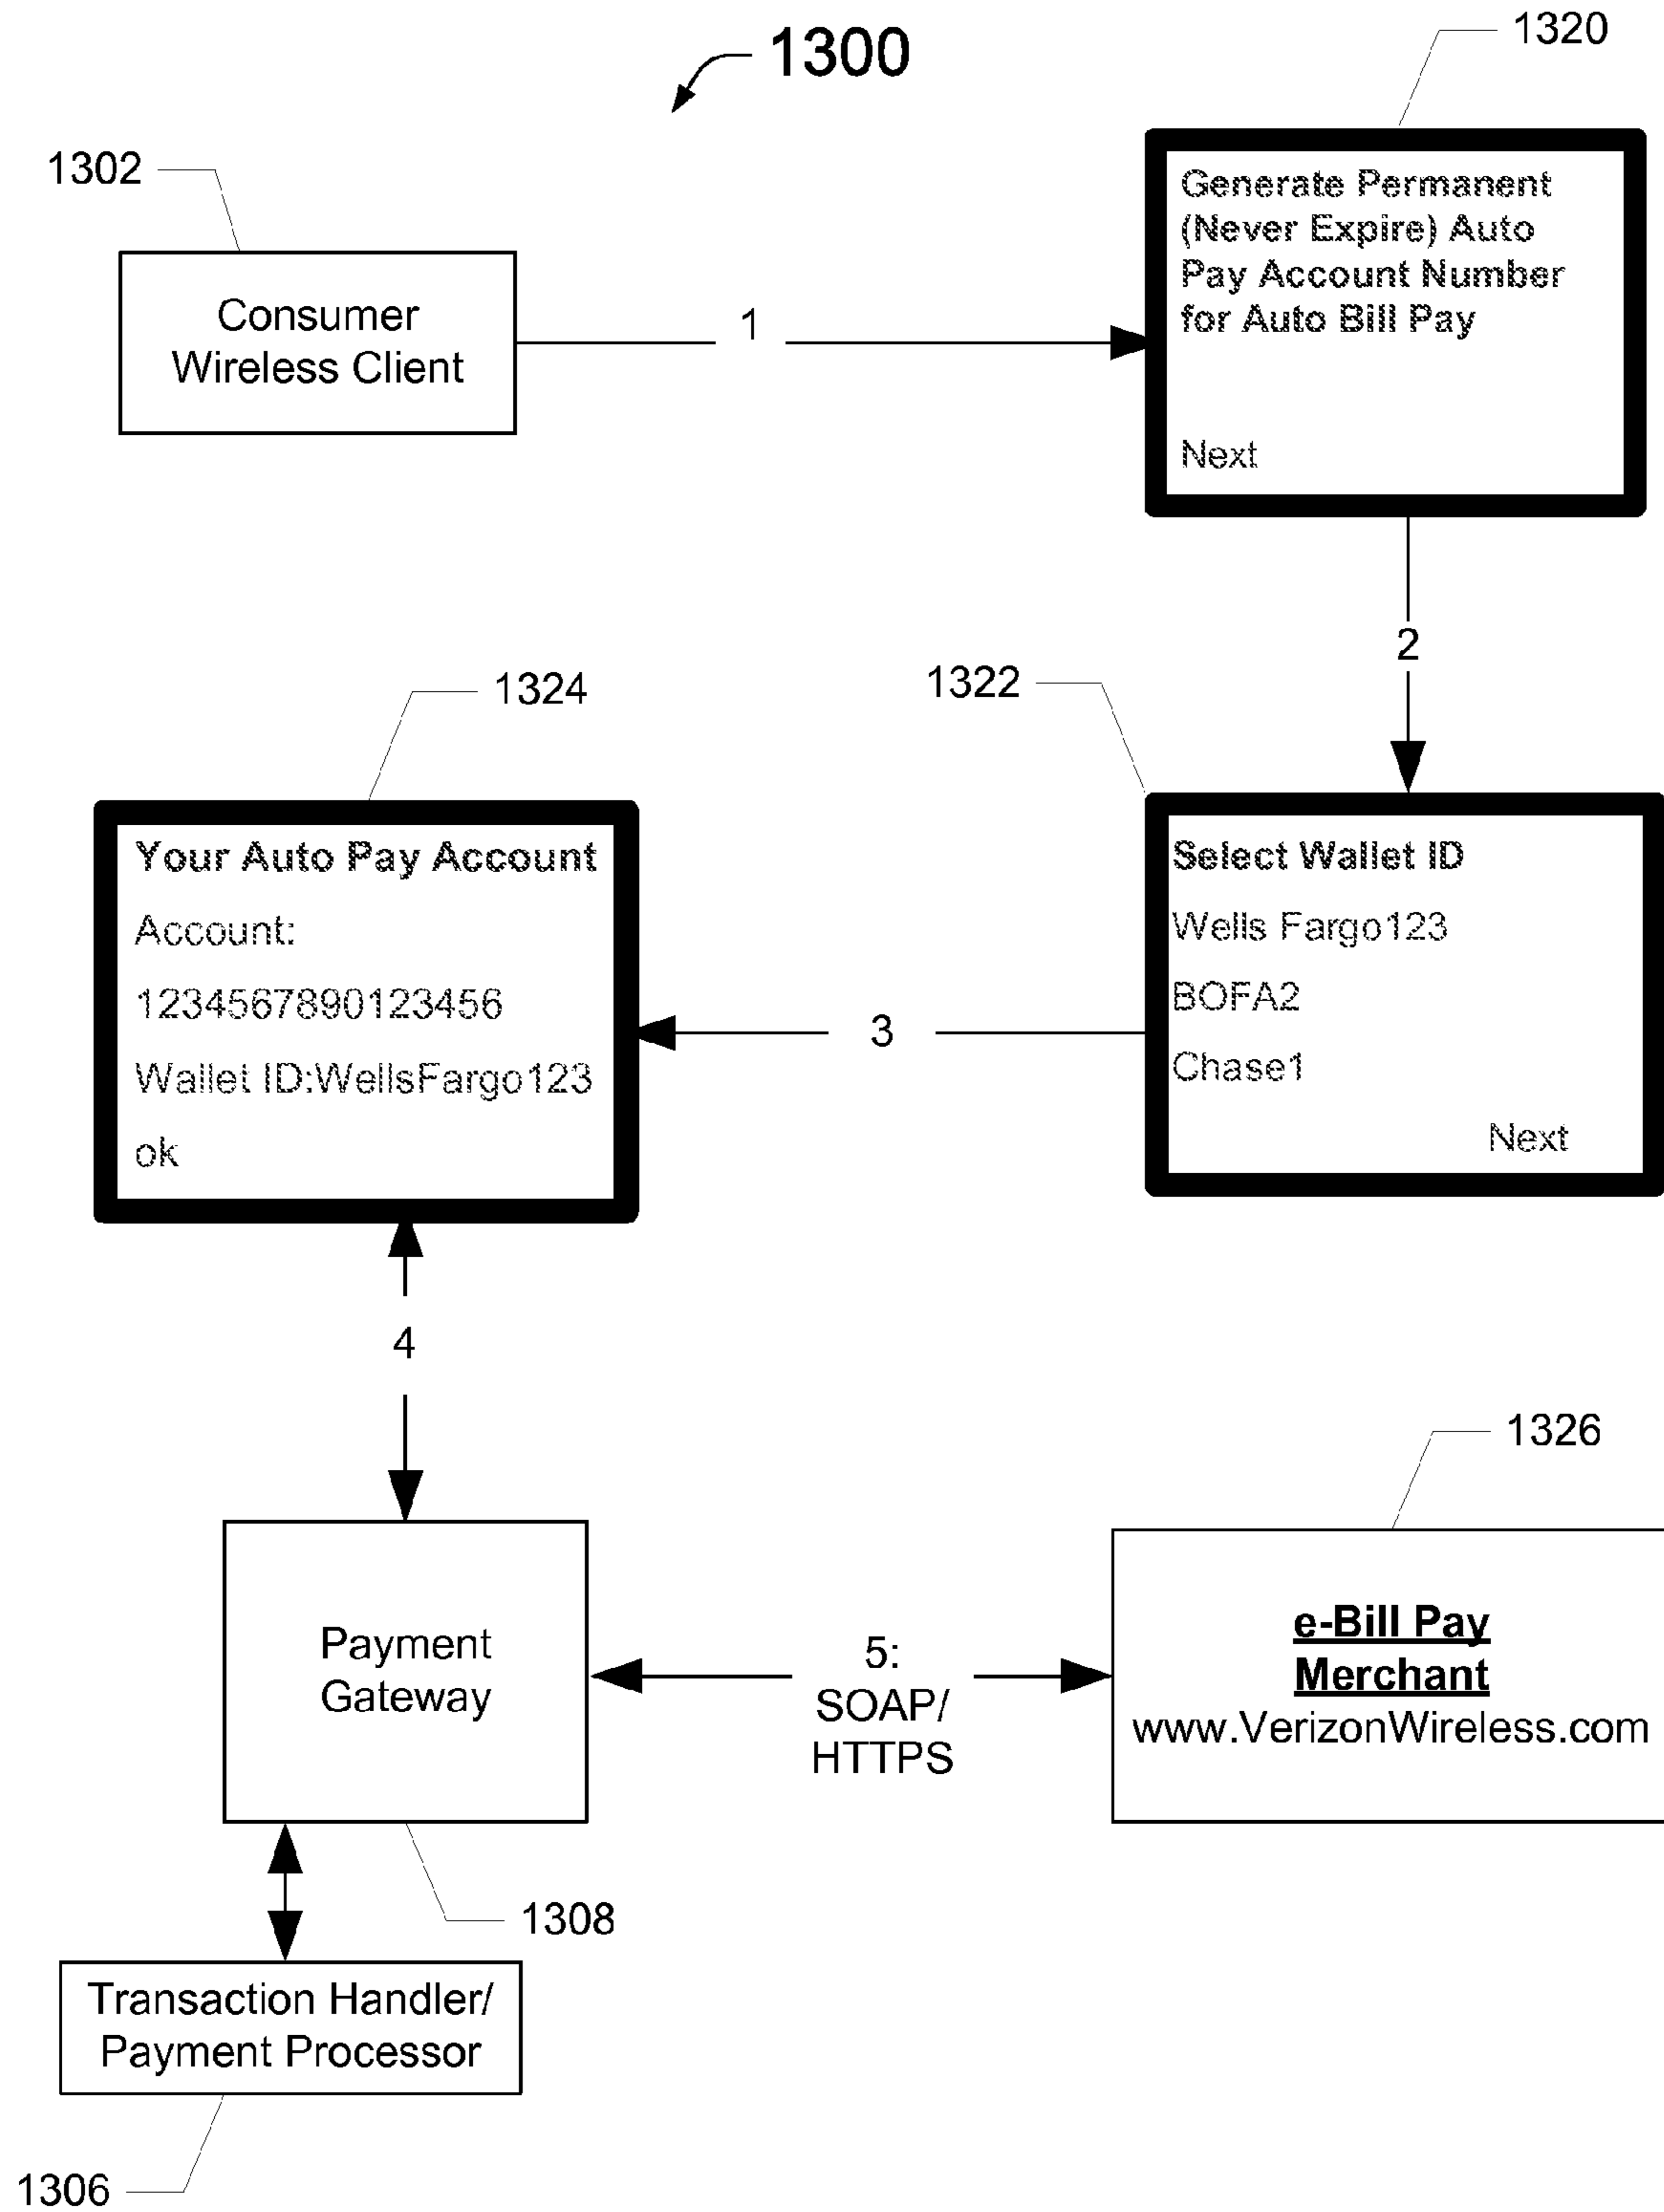 1300
1320
1302
Generate Permanent
(Never Expire) Auto
Pay Account Number
for Auto Bill Pay
Next
Consumer
Wireless Client
1
2
1324
1322
Your Auto Pay Account
Account:
1234567890123456
Wallet ID:WellsFargo123
ok
Select Wallet ID
Wells Fargo123
BOFA2
Chase1
Next
3
4
1326
Payment
Gateway
5:
SOAP/
HTTPS
e-Bill Pay
Merchant
www.VerizonWireless.com
1308
Transaction Handler/
Payment Processor
1306